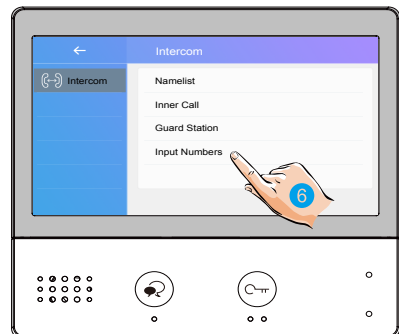 Intercom
Intercom
Namelist
Inner Call
Guard Station
Input Numbers
6